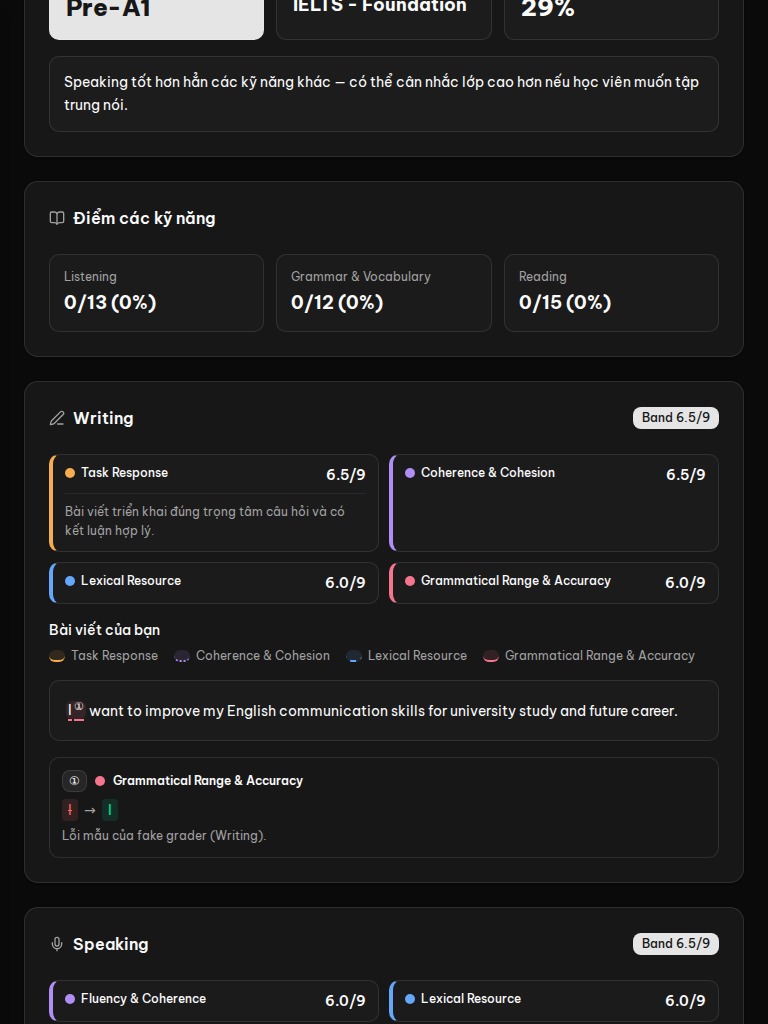 Pre-A1
IELTS - Foundation
29%
Speaking tốt hơn hẳn các kỹ năng khác — có thể cân nhắc lớp cao hơn nếu học viên muốn tập
trung nói.
Điểm các kỹ năng
Listening
0/13 (0%)
Grammar & Vocabulary
0/12 (0%)
Reading
0/15 (0%)
Writing
Band 6.5/9
Task Response
6.5/9
Bài viết triển khai đúng trọng tâm câu hỏi và có
kết luận hợp lý.
Coherence & Cohesion
6.5/9
Lexical Resource
6.0/9
Grammatical Range & Accuracy
6.0/9
Bài viết của bạn
Task Response
Coherence & Cohesion
Lexical Resource
Grammatical Range & Accuracy
I ① want to improve my English communication skills for university study and future career.
① Grammatical Range & Accuracy
I → I
Lỗi mẫu của fake grader (Writing).
Speaking
Band 6.5/9
Fluency & Coherence
6.0/9
Lexical Resource
6.0/9